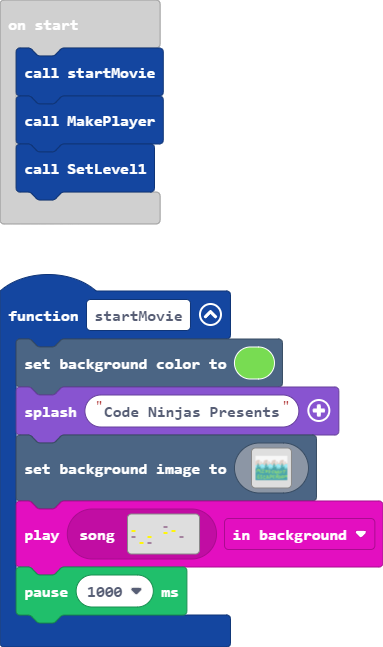 on start
call startMovie
call MakePlayer
call SetLevel1
function startMovie
set background color to
splash "Code Ninjas Presents"
set background image to
play song in background
pause 1000 ms